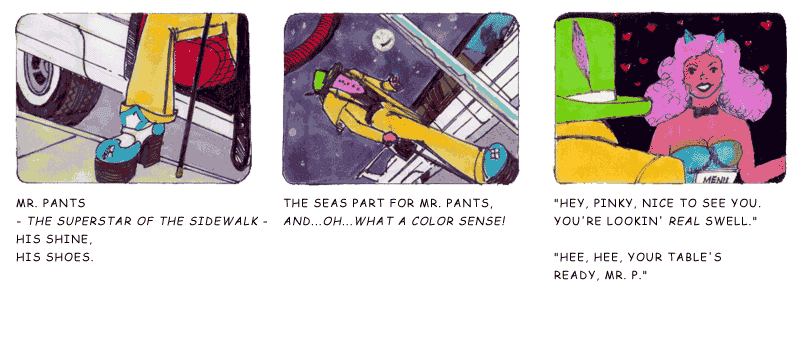 MR. PANTS
- THE SUPERSTAR OF THE SIDEWALK -
HIS SHINE,
HIS SHOES.
THE SEAS PART FOR MR. PANTS,
AND...OH...WHAT A COLOR SENSE!
MENU
"HEY, PINKY, NICE TO SEE YOU.
YOU'RE LOOKIN' REAL SWELL."
"HEE, HEE, YOUR TABLE'S
READY, MR. P."